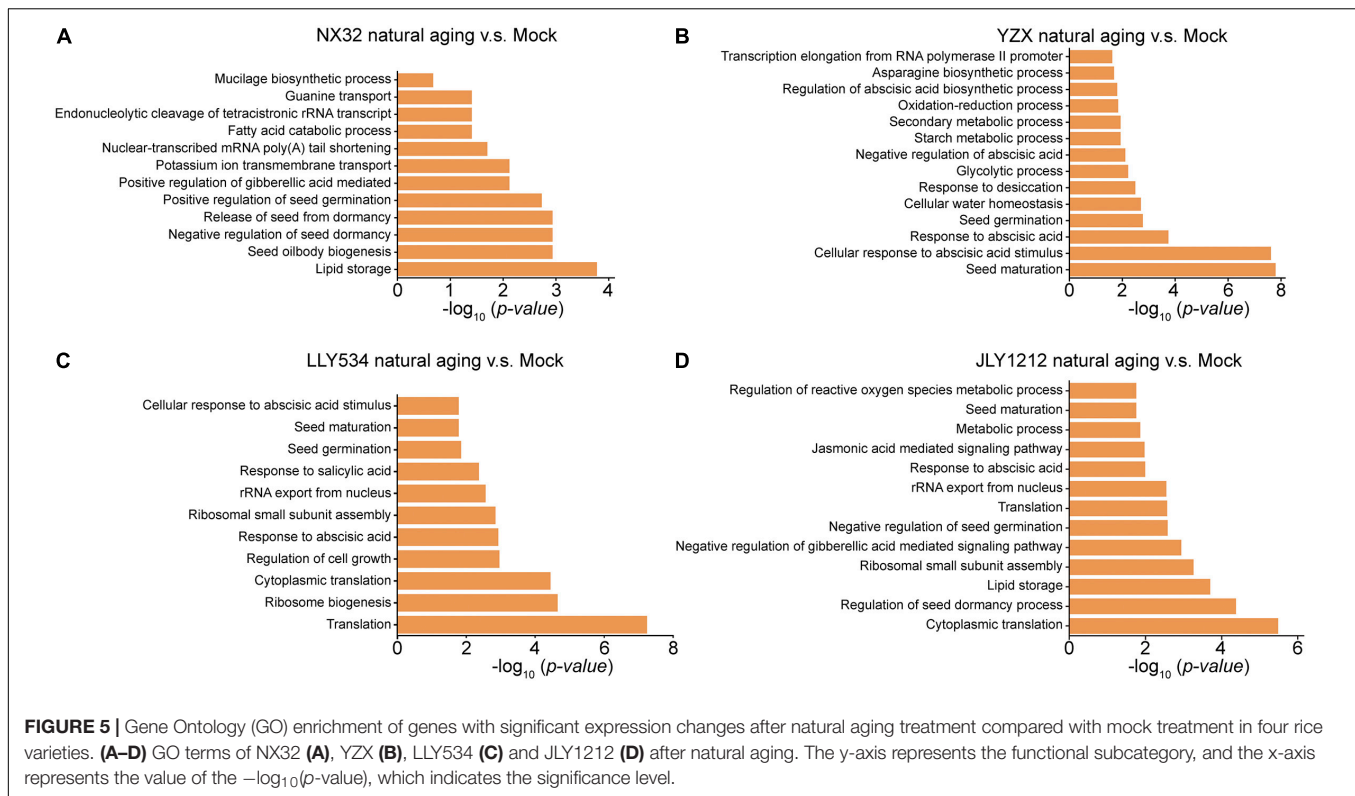 A
NX32 natural aging v.s. Mock
Mucilage biosynthetic process
Guanine transport
Endonucleolytic cleavage of tetracistronic rRNA transcript
Fatty acid catabolic process
Nuclear-transcribed mRNA poly(A) tail shortening
Potassium ion transmembrane transport
Positive regulation of gibberellic acid mediated
Positive regulation of seed germination
Release of seed from dormancy
Negative regulation of seed dormancy
Seed oilbody biogenesis
Lipid storage
0 1 2 3 4
-log10 (p-value)
B
YZX natural aging v.s. Mock
Transcription elongation from RNA polymerase II promoter
Asparagine biosynthetic process
Regulation of abscisic acid biosynthetic process
Oxidation-reduction process
Secondary metabolic process
Starch metabolic process
Negative regulation of abscisic acid
Glycolytic process
Response to desiccation
Cellular water homeostasis
Seed germination
Response to abscisic acid
Cellular response to abscisic acid stimulus
Seed maturation
0 2 4 6 8
-log10 (p-value)
C
LLY534 natural aging v.s. Mock
Cellular response to abscisic acid stimulus
Seed maturation
Seed germination
Response to salicylic acid
rRNA export from nucleus
Ribosomal small subunit assembly
Response to abscisic acid
Regulation of cell growth
Cytoplasmic translation
Ribosome biogenesis
Translation
0 2 4 6 8
-log10 (p-value)
D
JLY1212 natural aging v.s. Mock
Regulation of reactive oxygen species metabolic process
Seed maturation
Metabolic process
Jasmonic acid mediated signaling pathway
Response to abscisic acid
rRNA export from nucleus
Translation
Negative regulation of seed germination
Negative regulation of gibberellic acid mediated signaling pathway
Ribosomal small subunit assembly
Lipid storage
Regulation of seed dormancy process
Cytoplasmic translation
0 2 4 6
-log10 (p-value)
FIGURE 5 | Gene Ontology (GO) enrichment of genes with significant expression changes after natural aging treatment compared with mock treatment in four rice
varieties. (A–D) GO terms of NX32 (A), YZX (B), LLY534 (C) and JLY1212 (D) after natural aging. The y-axis represents the functional subcategory, and the x-axis
represents the value of the −log10(p-value), which indicates the significance level.